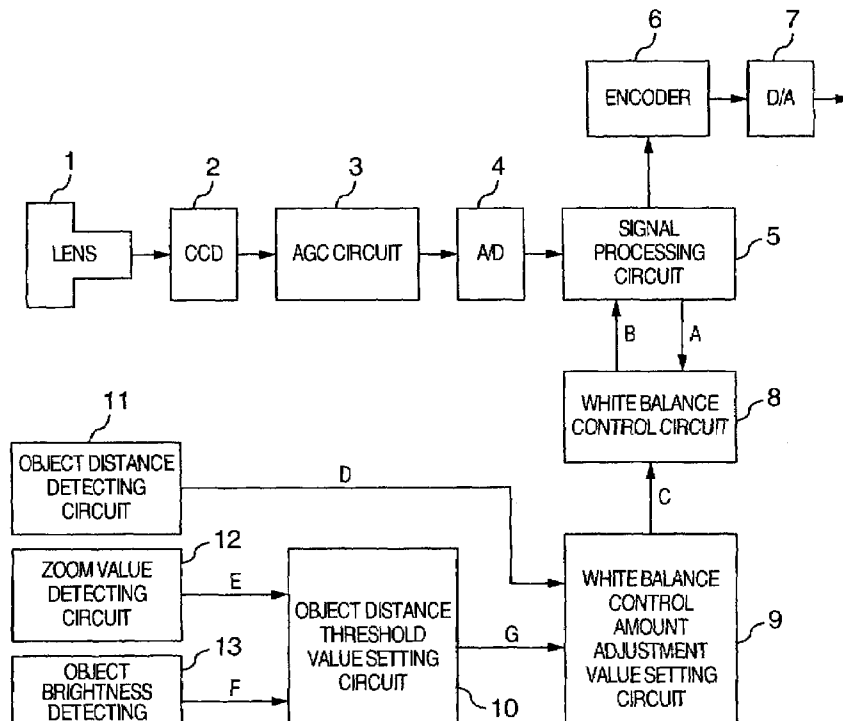 6
7
ENCODER
D/A
1
2
3
4
LENS
CCD
AGC CIRCUIT
A/D
SIGNAL
PROCESSING
CIRCUIT
5
B
A
WHITE BALANCE
CONTROL CIRCUIT
8
11
OBJECT DISTANCE
DETECTING
CIRCUIT
D
C
12
ZOOM VALUE
DETECTING
CIRCUIT
E
OBJECT DISTANCE
THRESHOLD
VALUE SETTING
CIRCUIT
10
G
WHITE BALANCE
CONTROL
AMOUNT
ADJUSTMENT
VALUE SETTING
CIRCUIT
9
13
OBJECT
BRIGHTNESS
DETECTING
F